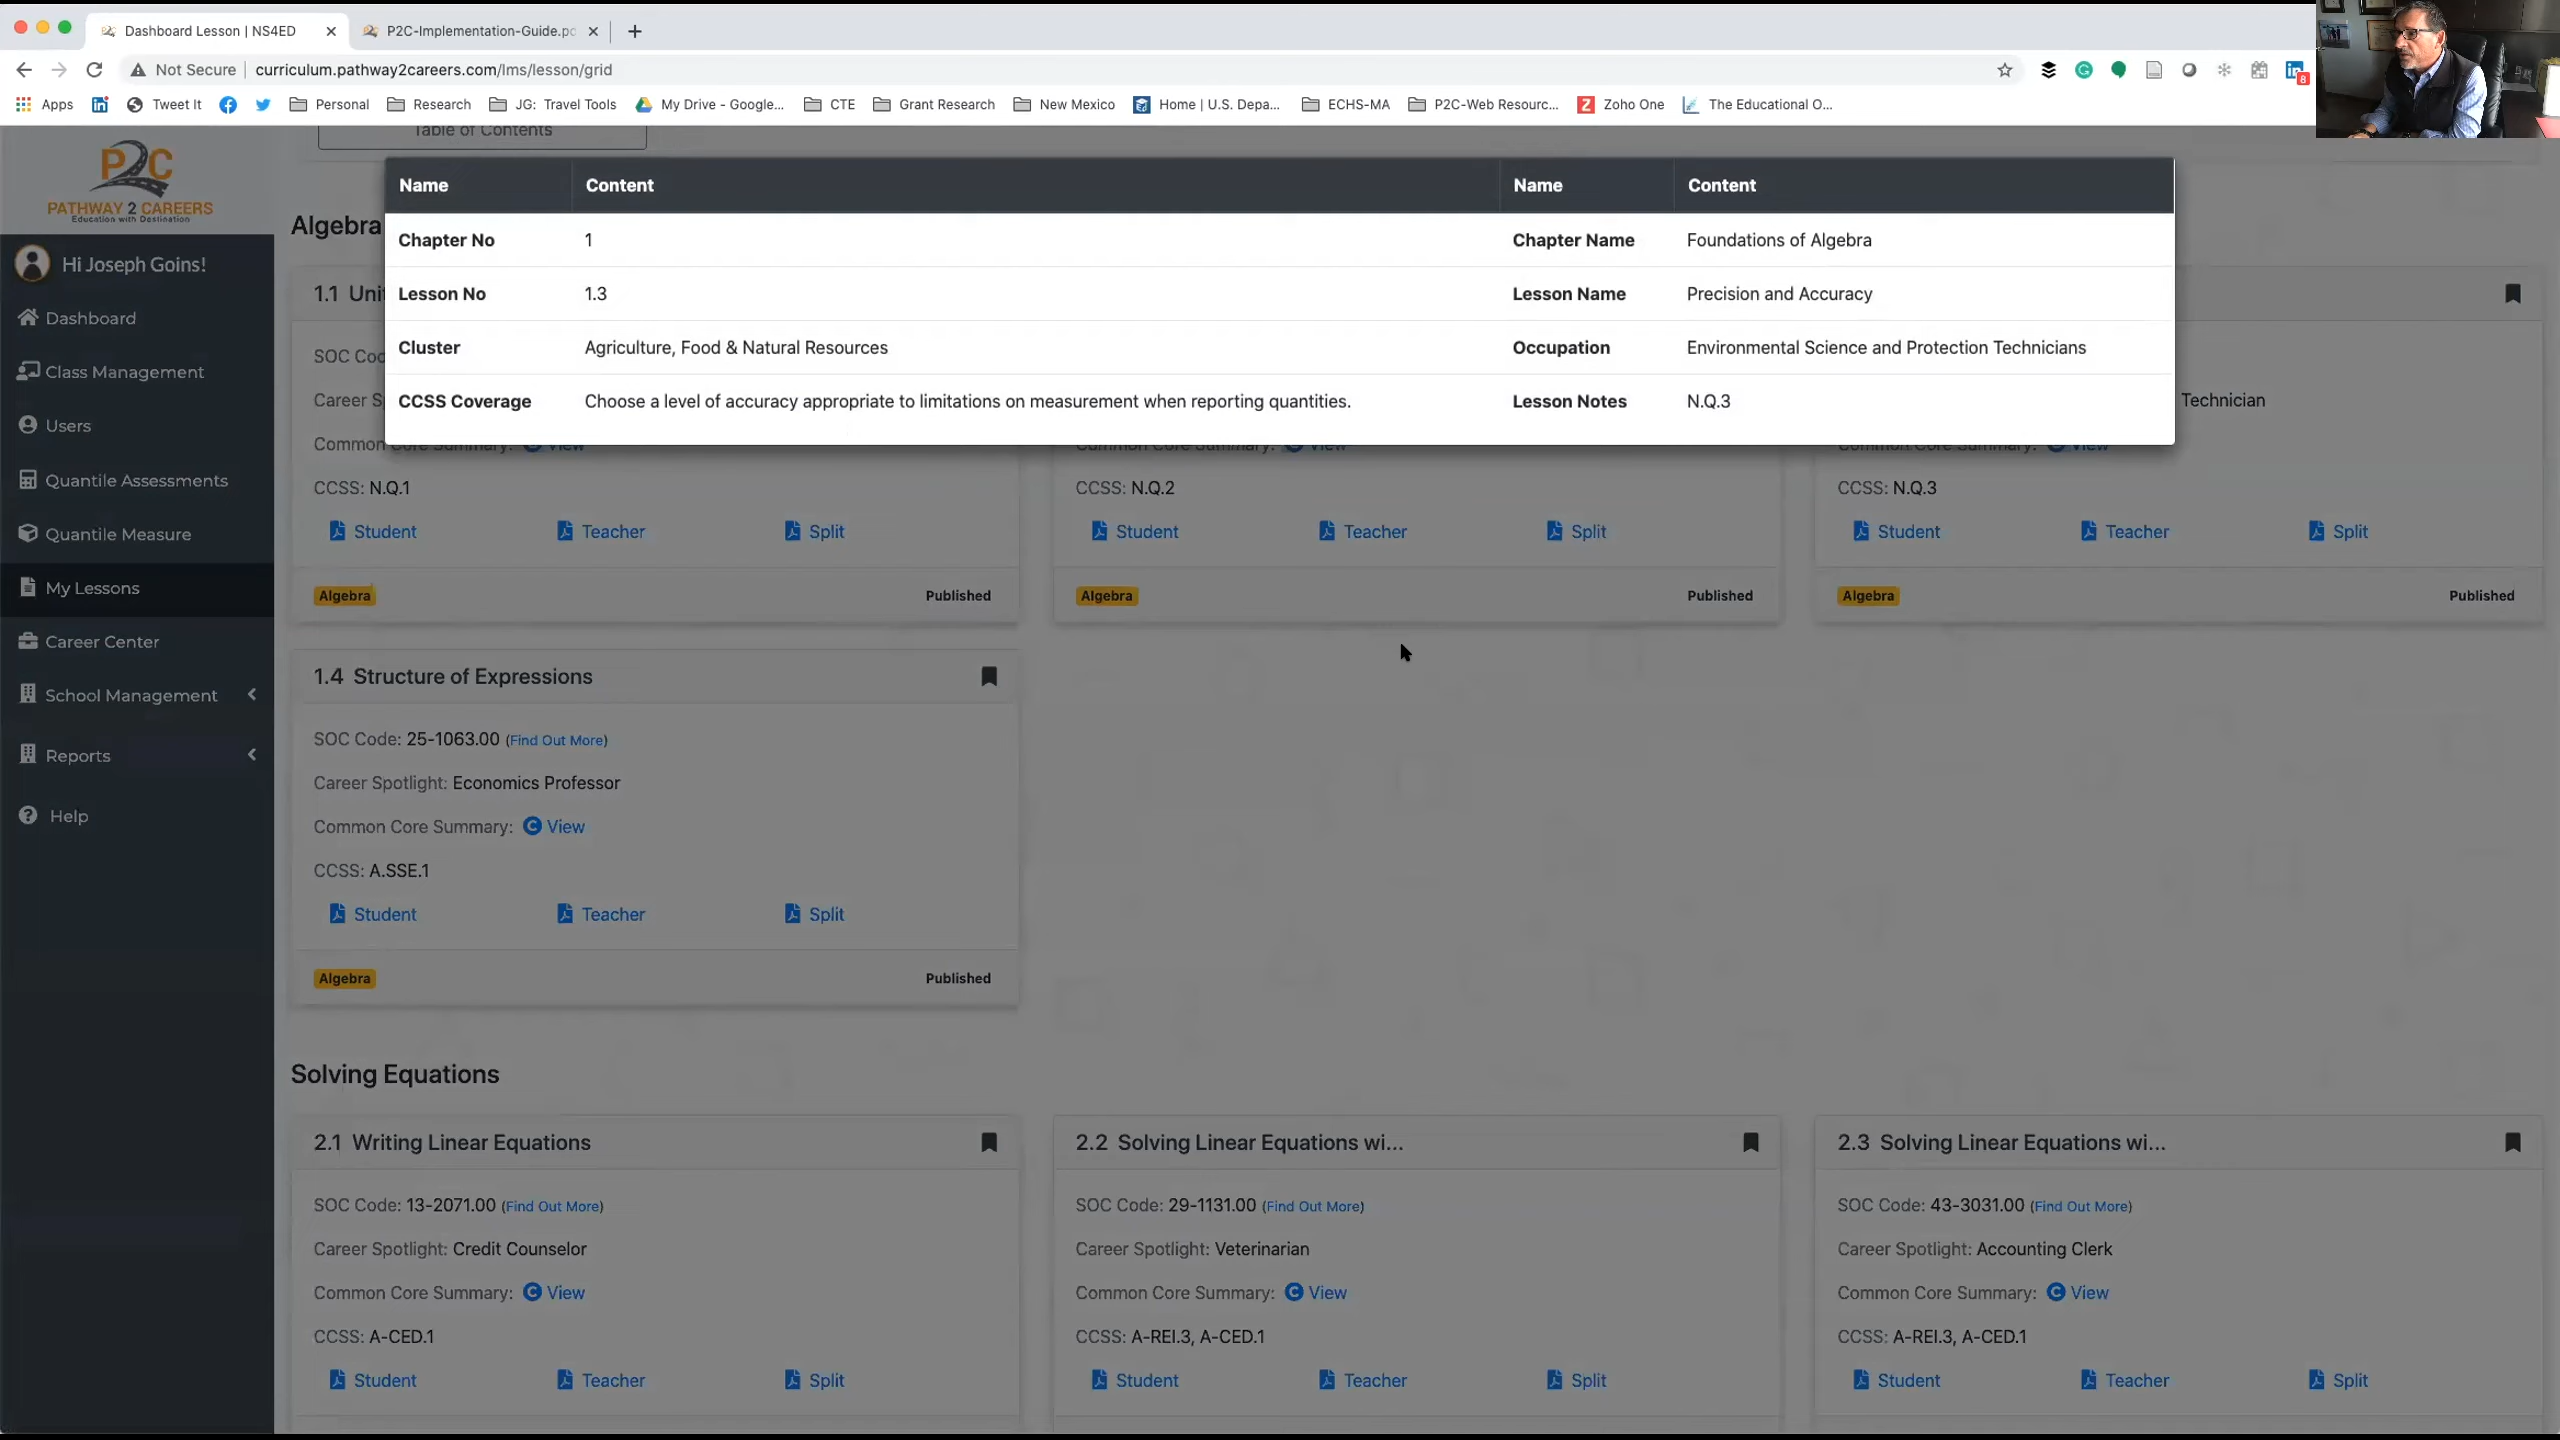 Dashboard Lesson | NS4ED
P2C-Implementation-Guide.pc
Not Secure
curriculum.pathway2careers.com/lms/lesson/grid
8
Apps
Tweet It
Personal
Research
JG: Travel Tools
My Drive - Google...
CTE
Grant Research
New Mexico
Home | U.S. Depa...
ECHS-MA
P2C-Web Resourc...
Zoho One
The Educational O...
P2C
PATHWAY 2 CAREERS
Education with Destination
Hi Joseph Goins!
Dashboard
Class Management
Users
Quantile Assessments
Quantile Measure
My Lessons
Career Center
School Management
Reports
Help
Table of Contents
Name Content Name Content
Chapter No 1 Chapter Name Foundations of Algebra
Lesson No 1.3 Lesson Name Precision and Accuracy
Cluster Agriculture, Food & Natural Resources Occupation Environmental Science and Protection Technicians
CCSS Coverage Choose a level of accuracy appropriate to limitations on measurement when reporting quantities. Lesson Notes N.Q.3
Algebra
1.1
SOC
Career
Technician
Common View
Common Core Summary: View
Common Core Summary: View
CCSS: N.Q.1
CCSS: N.Q.2
CCSS: N.Q.3
Student Teacher Split
Student Teacher Split
Student Teacher Split
Algebra Published
Algebra Published
Algebra Published
1.4 Structure of Expressions
SOC Code: 25-1063.00 (Find Out More)
Career Spotlight: Economics Professor
Common Core Summary: View
CCSS: A.SSE.1
Student Teacher Split
Algebra Published
Solving Equations
2.1 Writing Linear Equations
SOC Code: 13-2071.00 (Find Out More)
Career Spotlight: Credit Counselor
Common Core Summary: View
CCSS: A-CED.1
Student Teacher Split
2.2 Solving Linear Equations wi...
SOC Code: 29-1131.00 (Find Out More)
Career Spotlight: Veterinarian
Common Core Summary: View
CCSS: A-REI.3, A-CED.1
Student Teacher Split
2.3 Solving Linear Equations wi...
SOC Code: 43-3031.00 (Find Out More)
Career Spotlight: Accounting Clerk
Common Core Summary: View
CCSS: A-REI.3, A-CED.1
Student Teacher Split